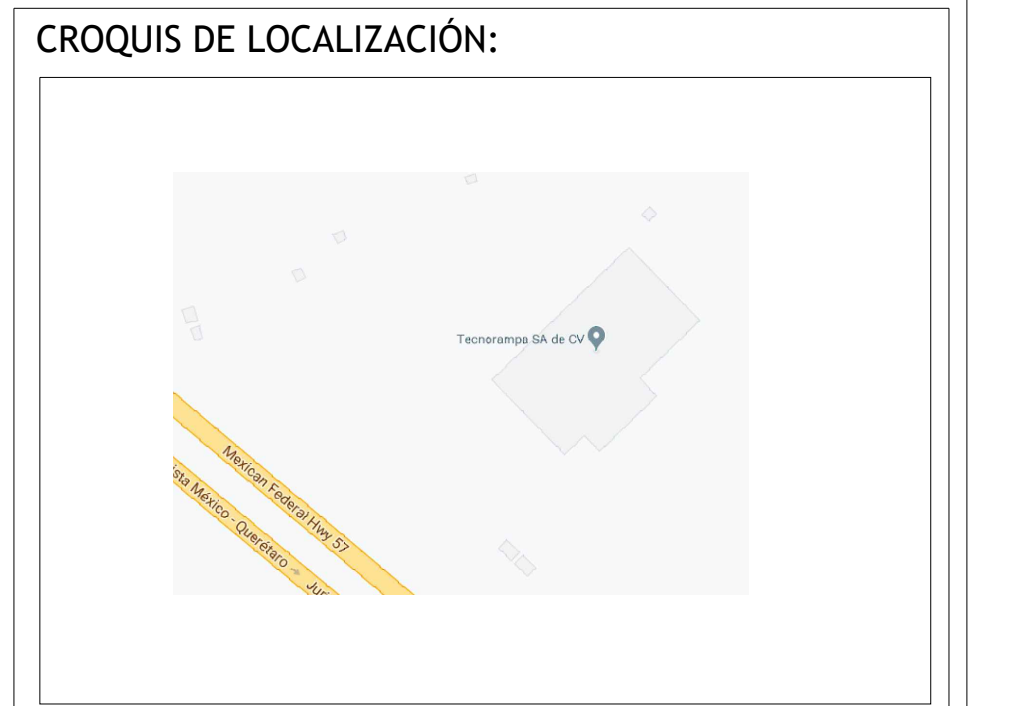 CROQUIS DE LOCALIZACIÓN:
Tecnorampa SA de CV
Mexican Federal Hwy 57
ista México - Querétaro